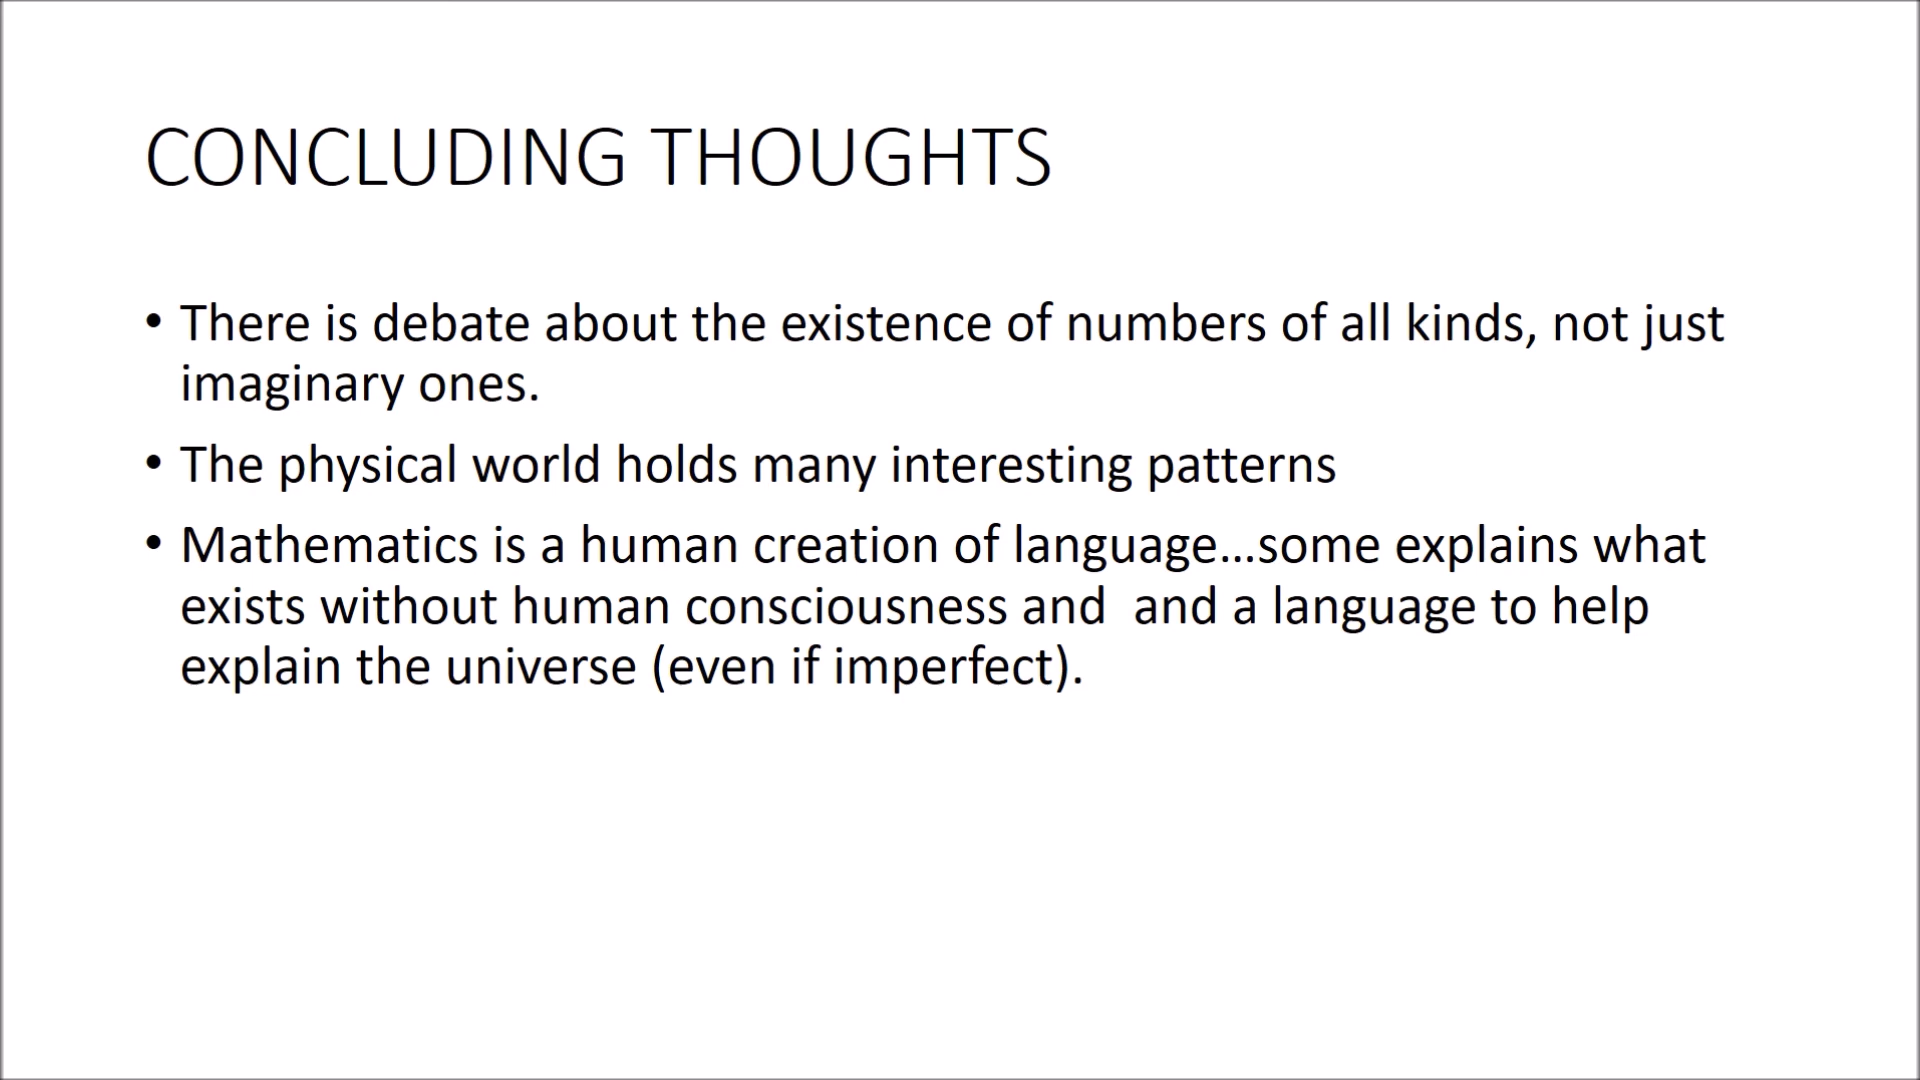 CONCLUDING THOUGHTS
• There is debate about the existence of numbers of all kinds, not just
imaginary ones.
• The physical world holds many interesting patterns
• Mathematics is a human creation of language…some explains what
exists without human consciousness and  and a language to help
explain the universe (even if imperfect).